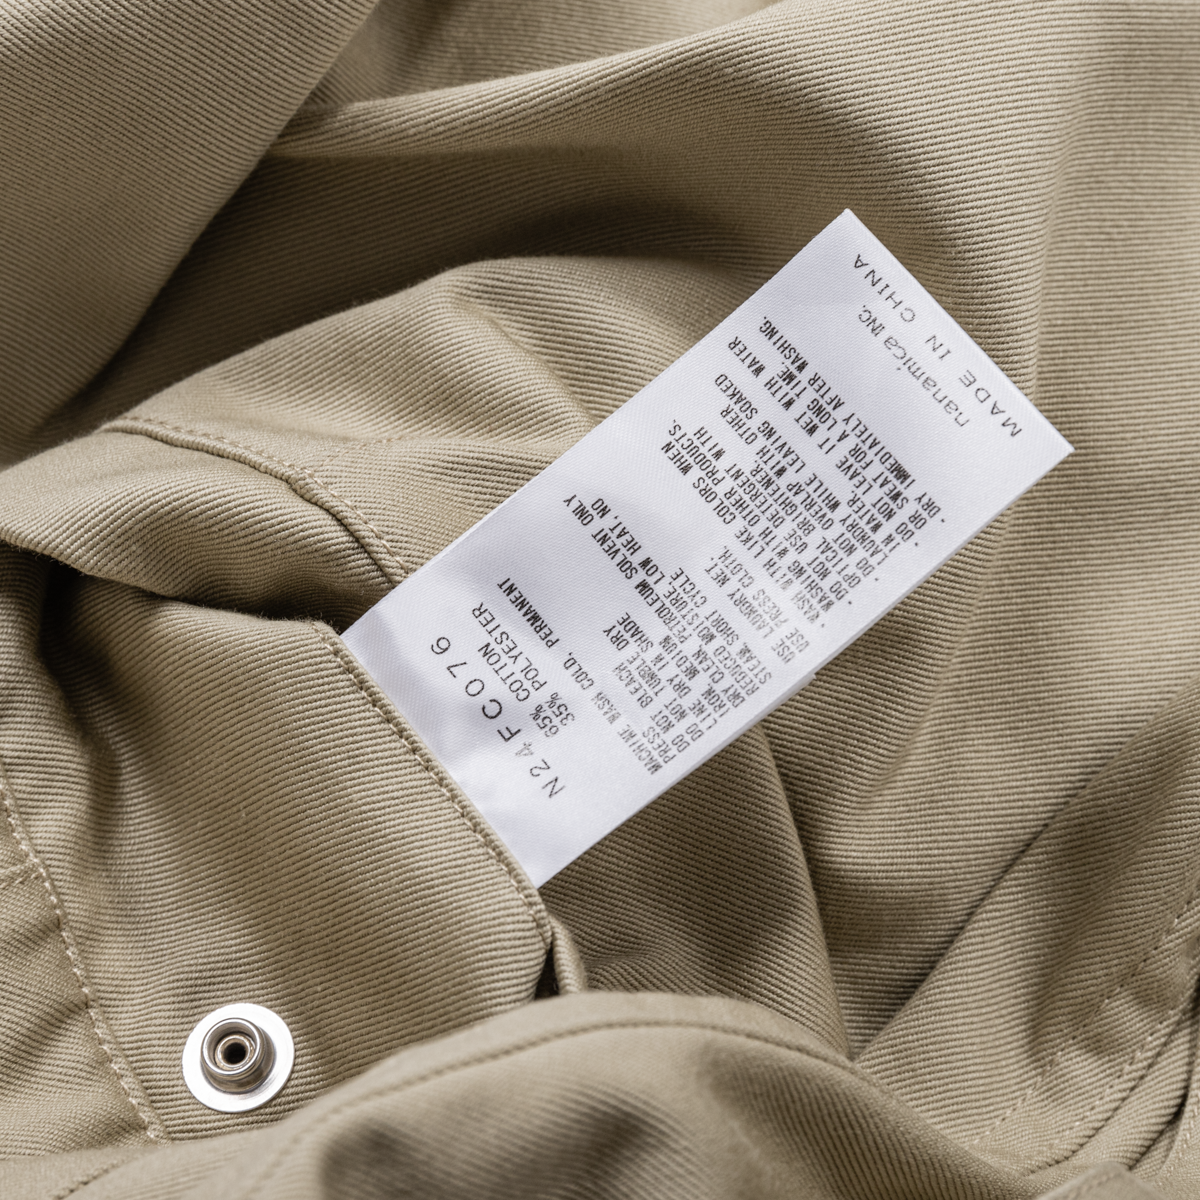 N24FC076
65% COTTON
35% POLYESTER
MACHINE WASH COLD, PERMANENT
PRESS
DO NOT BLEACH
DO NOT TUMBLE DRY
LINE DRY IN SHADE
IRON, MEDIUM
DRY CLEAN, PETROLEUM SOLVENT ONLY
REDUCED MOISTURE, LOW HEAT, NO
STEAM, SHORT CYCLE
USE LAUNDRY NET.
USE PRESS CLOTH.
・WASH WITH LIKE COLORS WHEN
WASHING WITH OTHER PRODUCTS.
・DO NOT USE DETERGENT WITH
OPTICAL BRIGHTENER.
・DO NOT OVERLAP WITH OTHER
LAUNDRY WHILE LEAVING SOAKED
IN WATER.
・DO NOT LEAVE IT WET WITH WATER
OR SWEAT FOR A LONG TIME.
・DRY IMMEDIATELY AFTER WASHING.
nanamica INC.
MADE IN CHINA